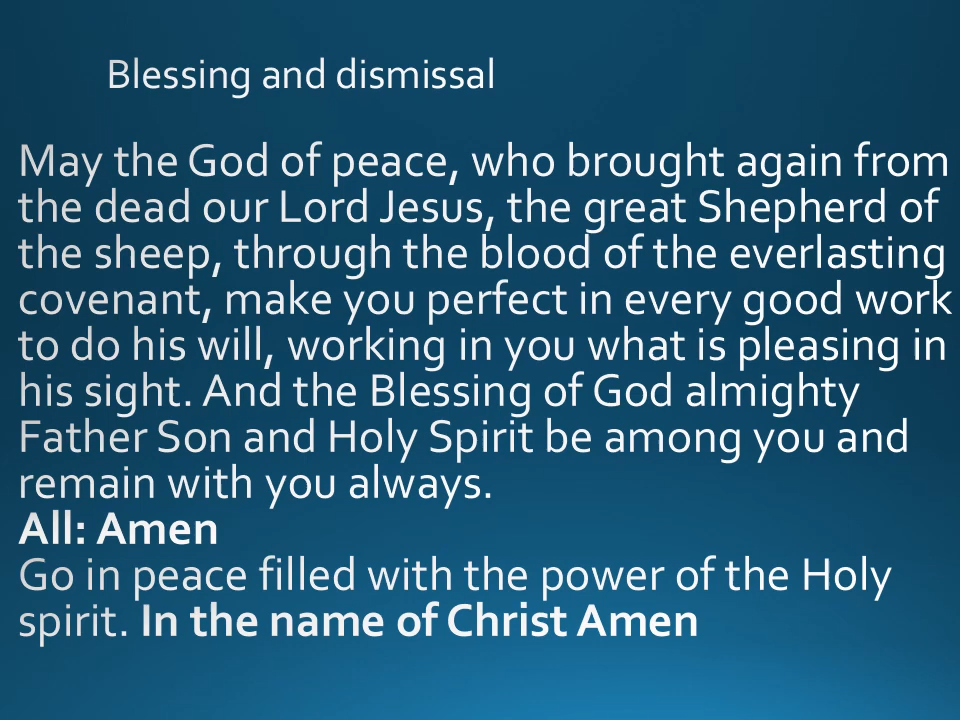 Blessing and dismissal
May the God of peace, who brought again from
the dead our Lord Jesus, the great Shepherd of
the sheep, through the blood of the everlasting
covenant, make you perfect in every good work
to do his will, working in you what is pleasing in
his sight. And the Blessing of God almighty
Father Son and Holy Spirit be among you and
remain with you always.
All: Amen
Go in peace filled with the power of the Holy
spirit. In the name of Christ Amen